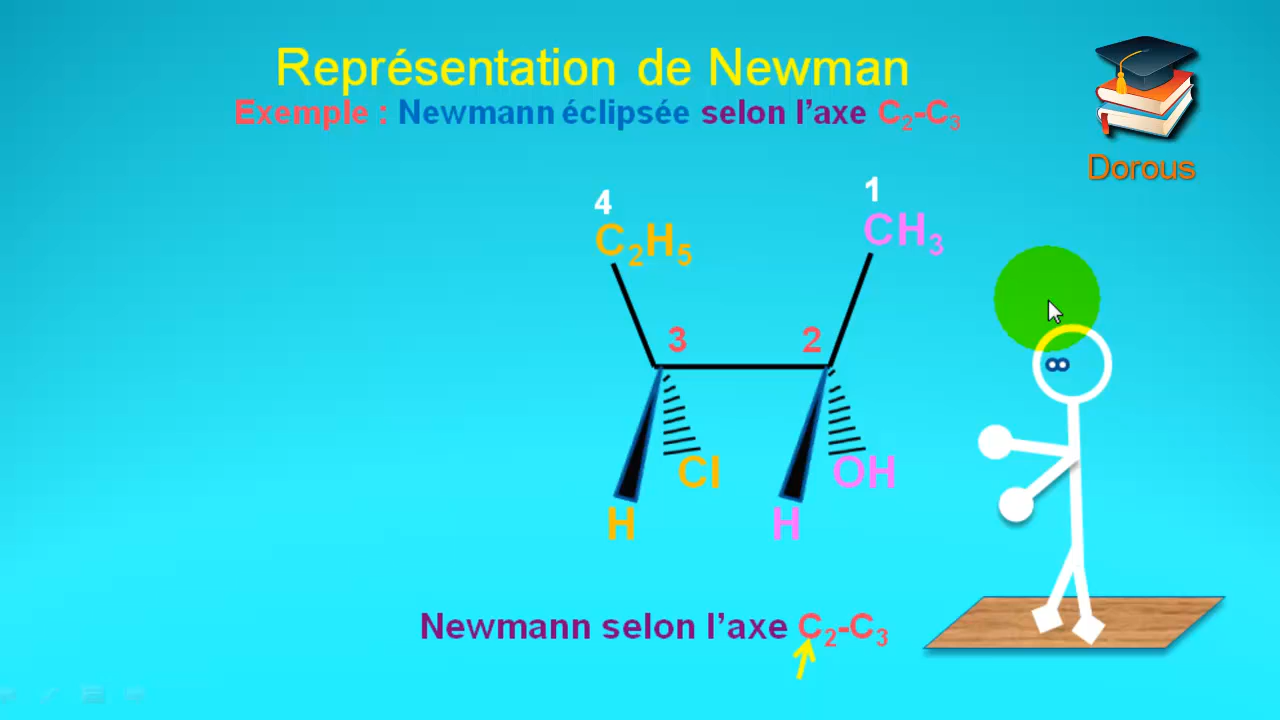 Représentation de Newman
Exemple : Newmann éclipsée selon l'axe C₂-C₃
Dorous
4
1
C₂H₅
CH₃
3
2
Cl
OH
H
H
Newmann selon l'axe C₂-C₃